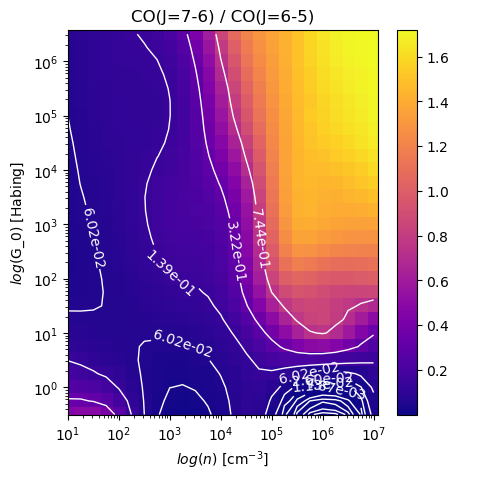 CO(J=7-6) / CO(J=6-5)
log(G_0) [Habing]
10^6
10^5
10^4
10^3
10^2
10^1
10^0
6.02e-02
1.39e-01
3.22e-01
7.44e-01
6.02e-02
6.02e-02
10^1 10^2 10^3 10^4 10^5 10^6 10^7
log(n) [cm^−3]
1.6
1.4
1.2
1.0
0.8
0.6
0.4
0.2